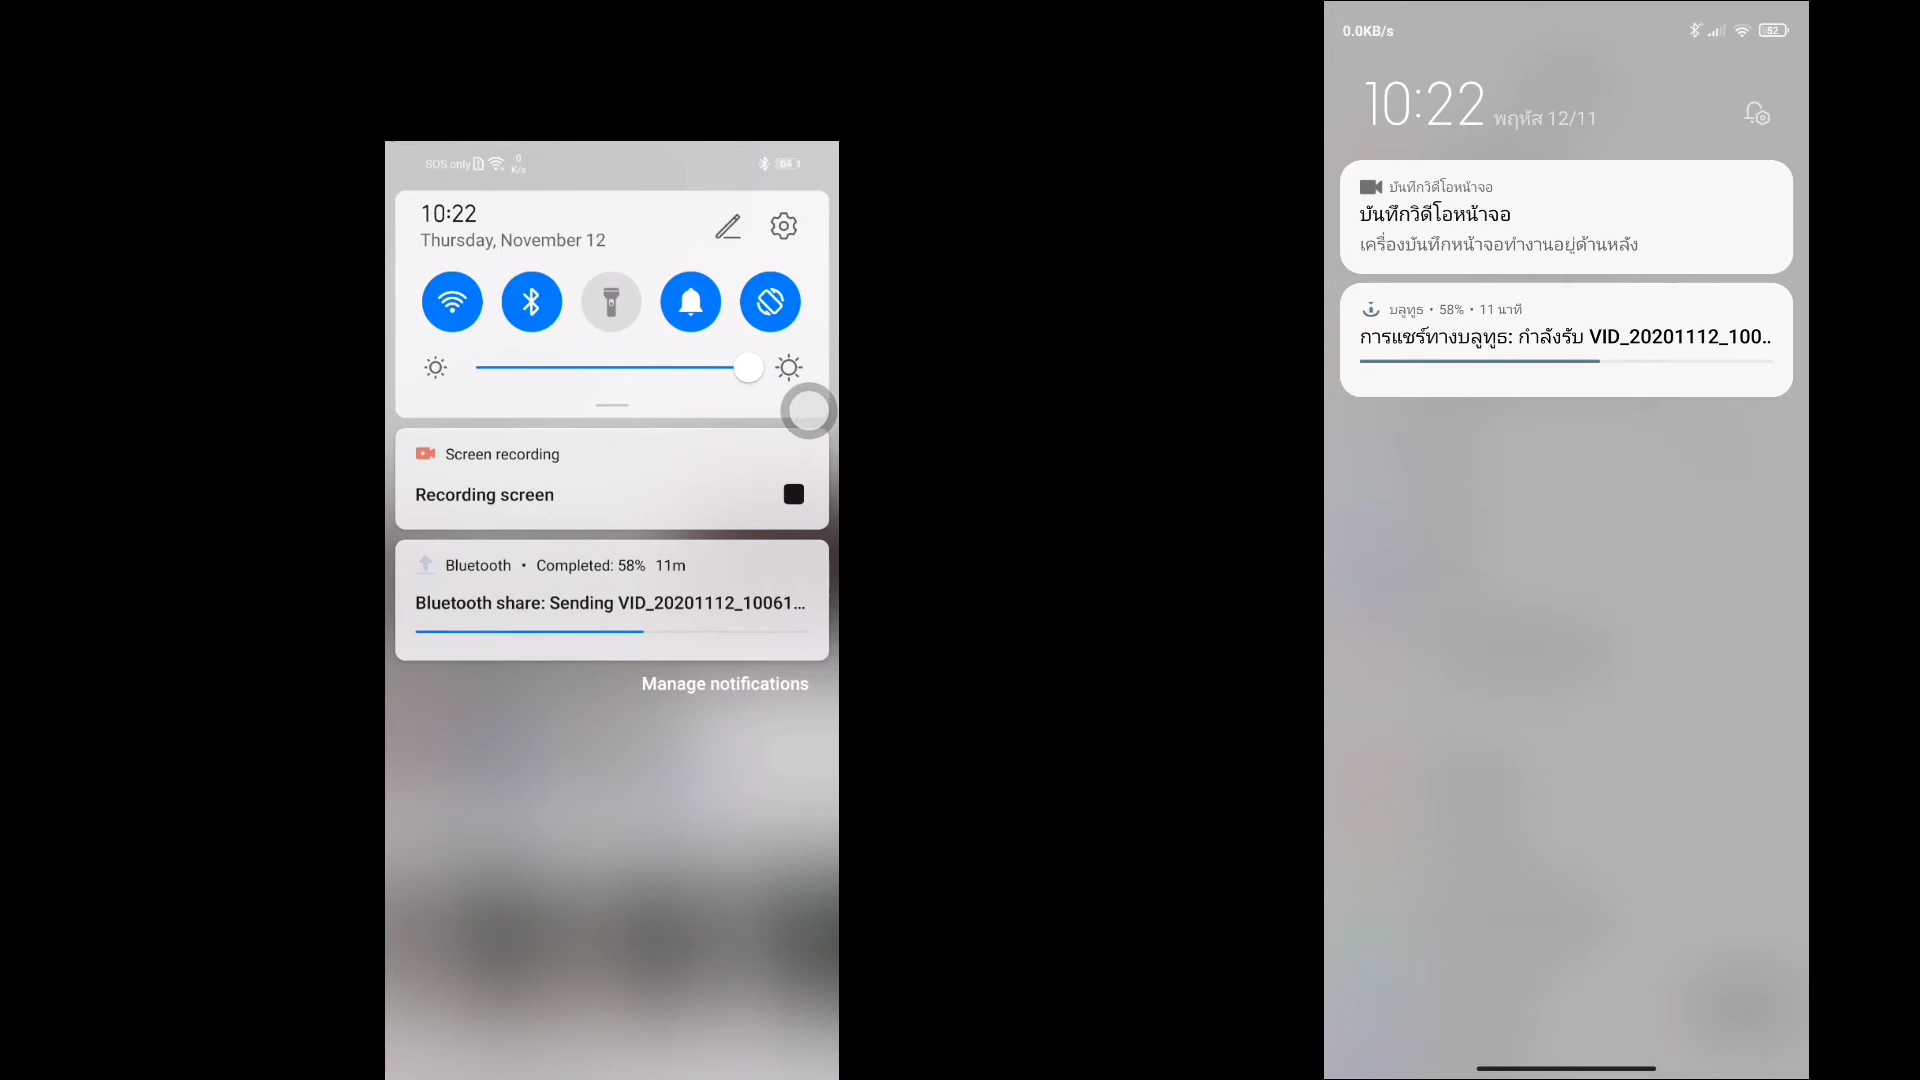 SOS only
0
K/s
64
10:22
Thursday, November 12
Screen recording
Recording screen
Bluetooth • Completed: 58% 11m
Bluetooth share: Sending VID_20201112_10061...
Manage notifications
0.0KB/s
52
10:22 พฤหัส 12/11
บันทึกวิดีโอหน้าจอ
บันทึกวิดีโอหน้าจอ
เครื่องบันทึกหน้าจอทำงานอยู่ด้านหลัง
บลูทูธ • 58% • 11 นาที
การแชร์ทางบลูทูธ: กำลังรับ VID_20201112_100..